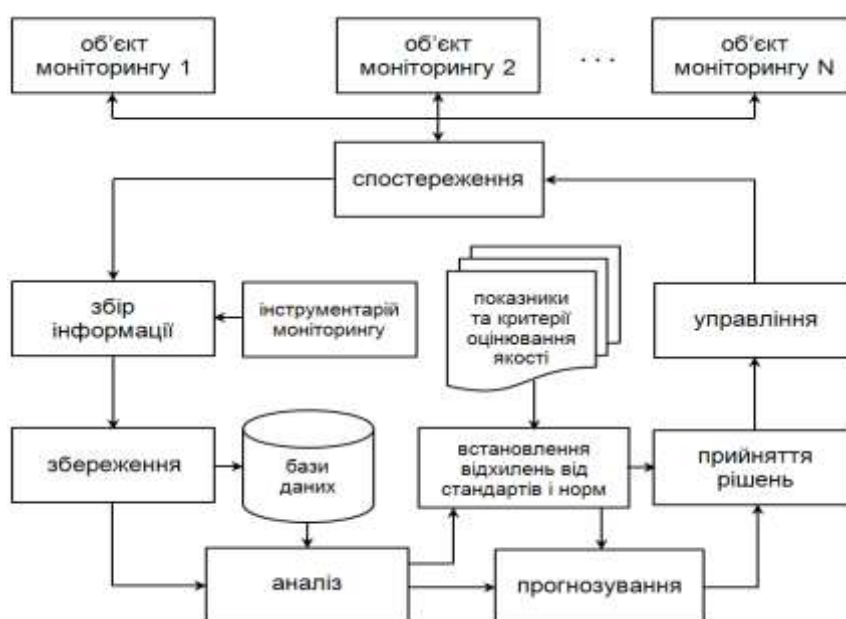 об'єкт
моніторингу 1
об'єкт
моніторингу 2
. . .
об'єкт
моніторингу N
спостереження
збір
інформації
інструментарій
моніторингу
показники
та критерії
оцінювання
якості
управління
збереження
бази
даних
встановлення
відхилень від
стандартів і норм
прийняття
рішень
аналіз
прогнозування